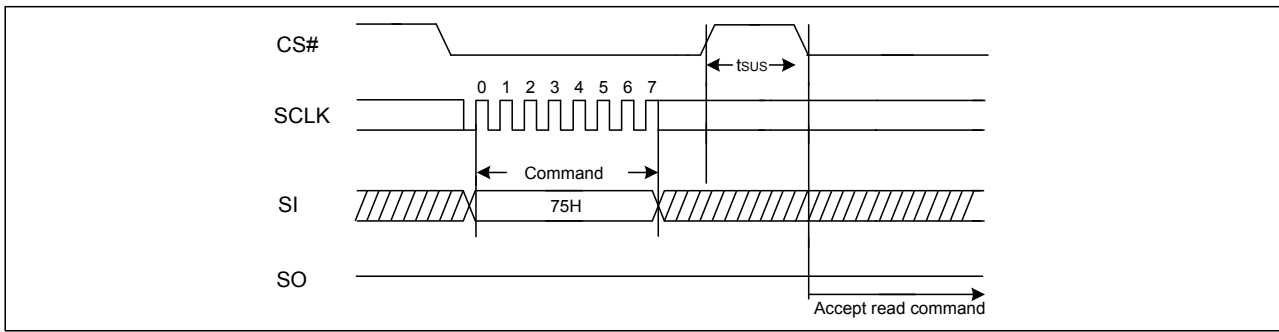 CS#
tSUS
0 1 2 3 4 5 6 7
SCLK
Command
SI
75H
SO
Accept read command